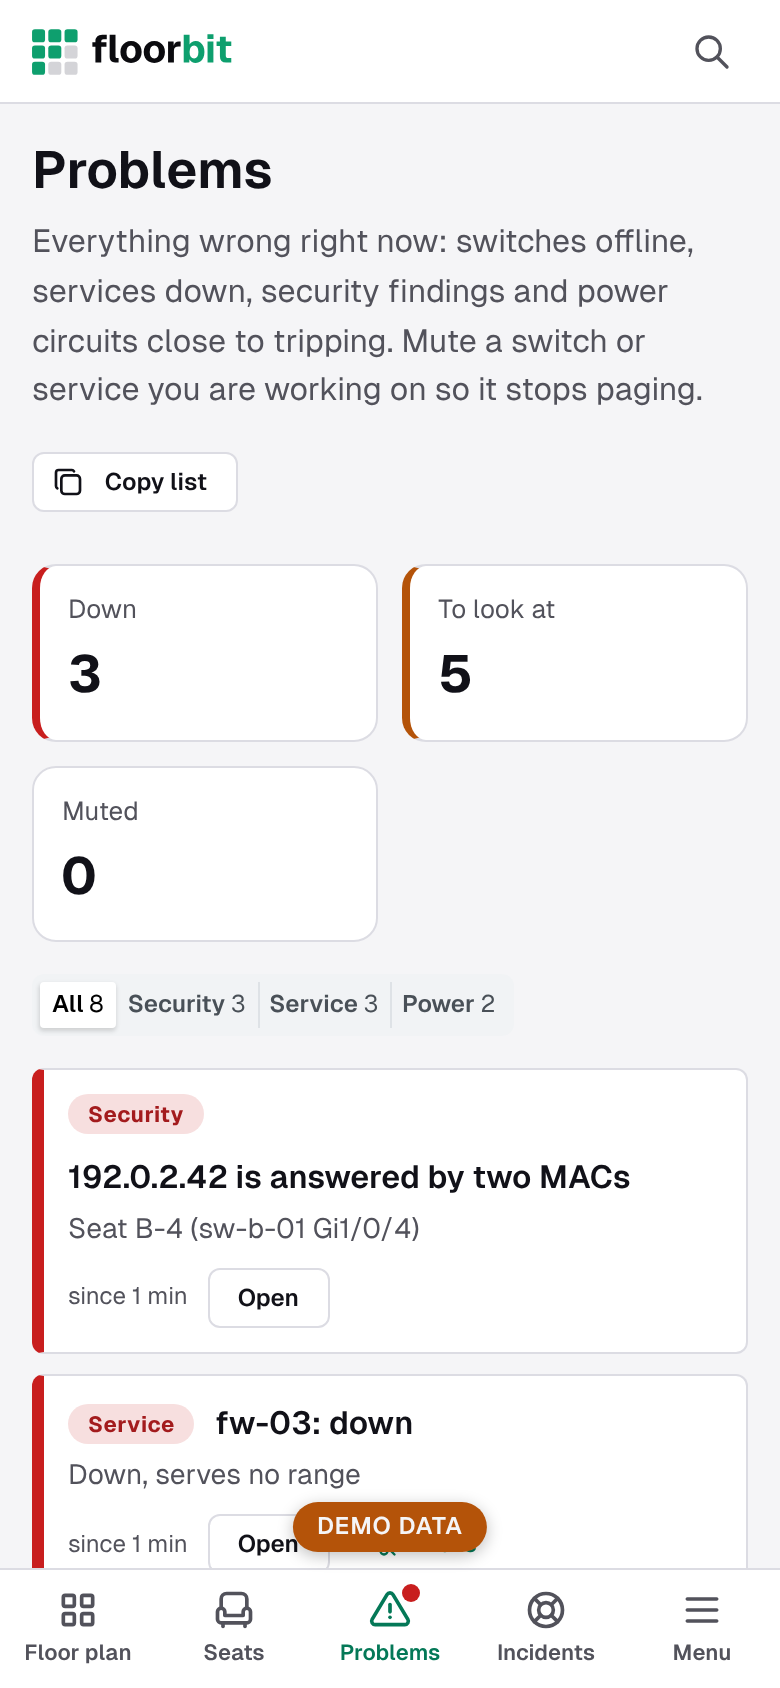 floorbit
Problems
Everything wrong right now: switches offline,
services down, security findings and power
circuits close to tripping. Mute a switch or
service you are working on so it stops paging.
Copy list
Down
3
To look at
5
Muted
0
All 8 Security 3 Service 3 Power 2
Security
192.0.2.42 is answered by two MACs
Seat B-4 (sw-b-01 Gi1/0/4)
since 1 min Open
Service fw-03: down
Down, serves no range
since 1 min Open
DEMO DATA
Floor plan Seats Problems Incidents Menu